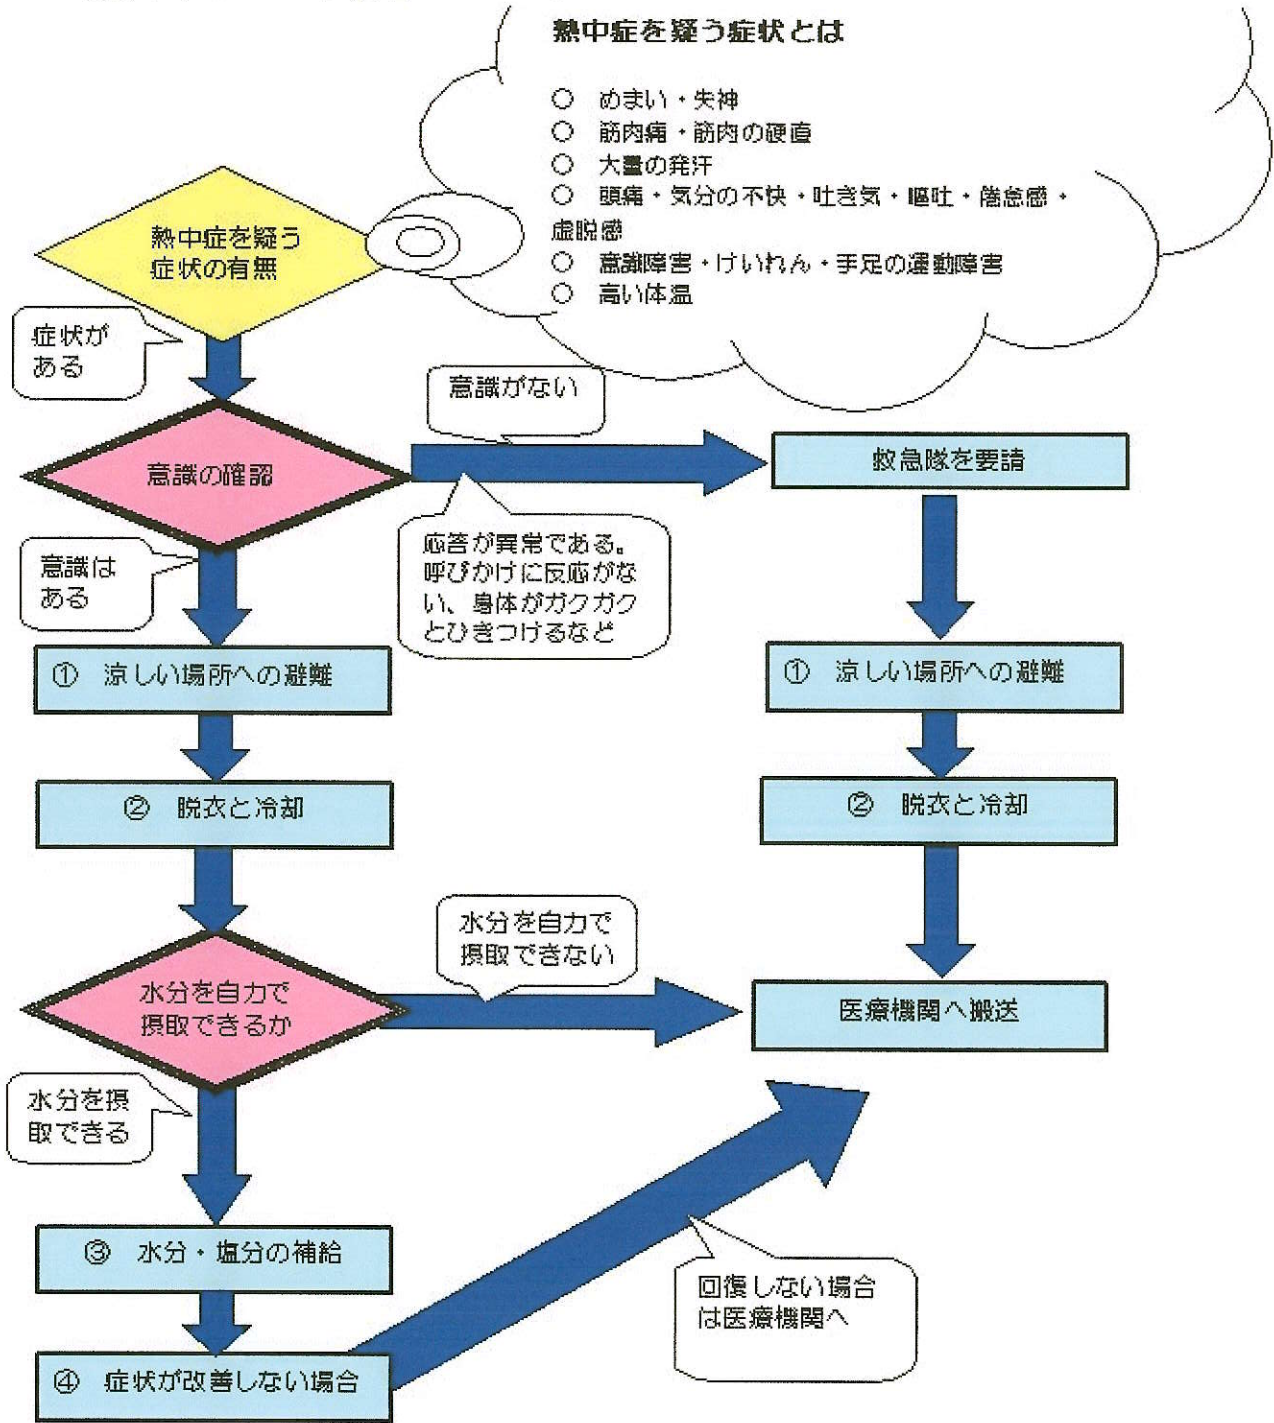 熱中症を疑う症状とは
○ めまい・失神
○ 筋肉痛・筋肉の硬直
○ 大量の発汗
○ 頭痛・気分の不快・吐き気・嘔吐・倦怠感・
虚脱感
○ 意識障害・けいれん・手足の運動障害
○ 高い体温
熱中症を疑う
症状の有無
症状が
ある
意識の確認
意識がない
応答が異常である。
呼びかけに反応がな
い、身体がガクガク
とひきつけるなど
救急隊を要請
意識は
ある
① 涼しい場所への避難
① 涼しい場所への避難
② 脱衣と冷却
② 脱衣と冷却
水分を自力で
摂取できるか
水分を自力で
摂取できない
医療機関へ搬送
水分を摂
取できる
③ 水分・塩分の補給
④ 症状が改善しない場合
回復しない場合
は医療機関へ